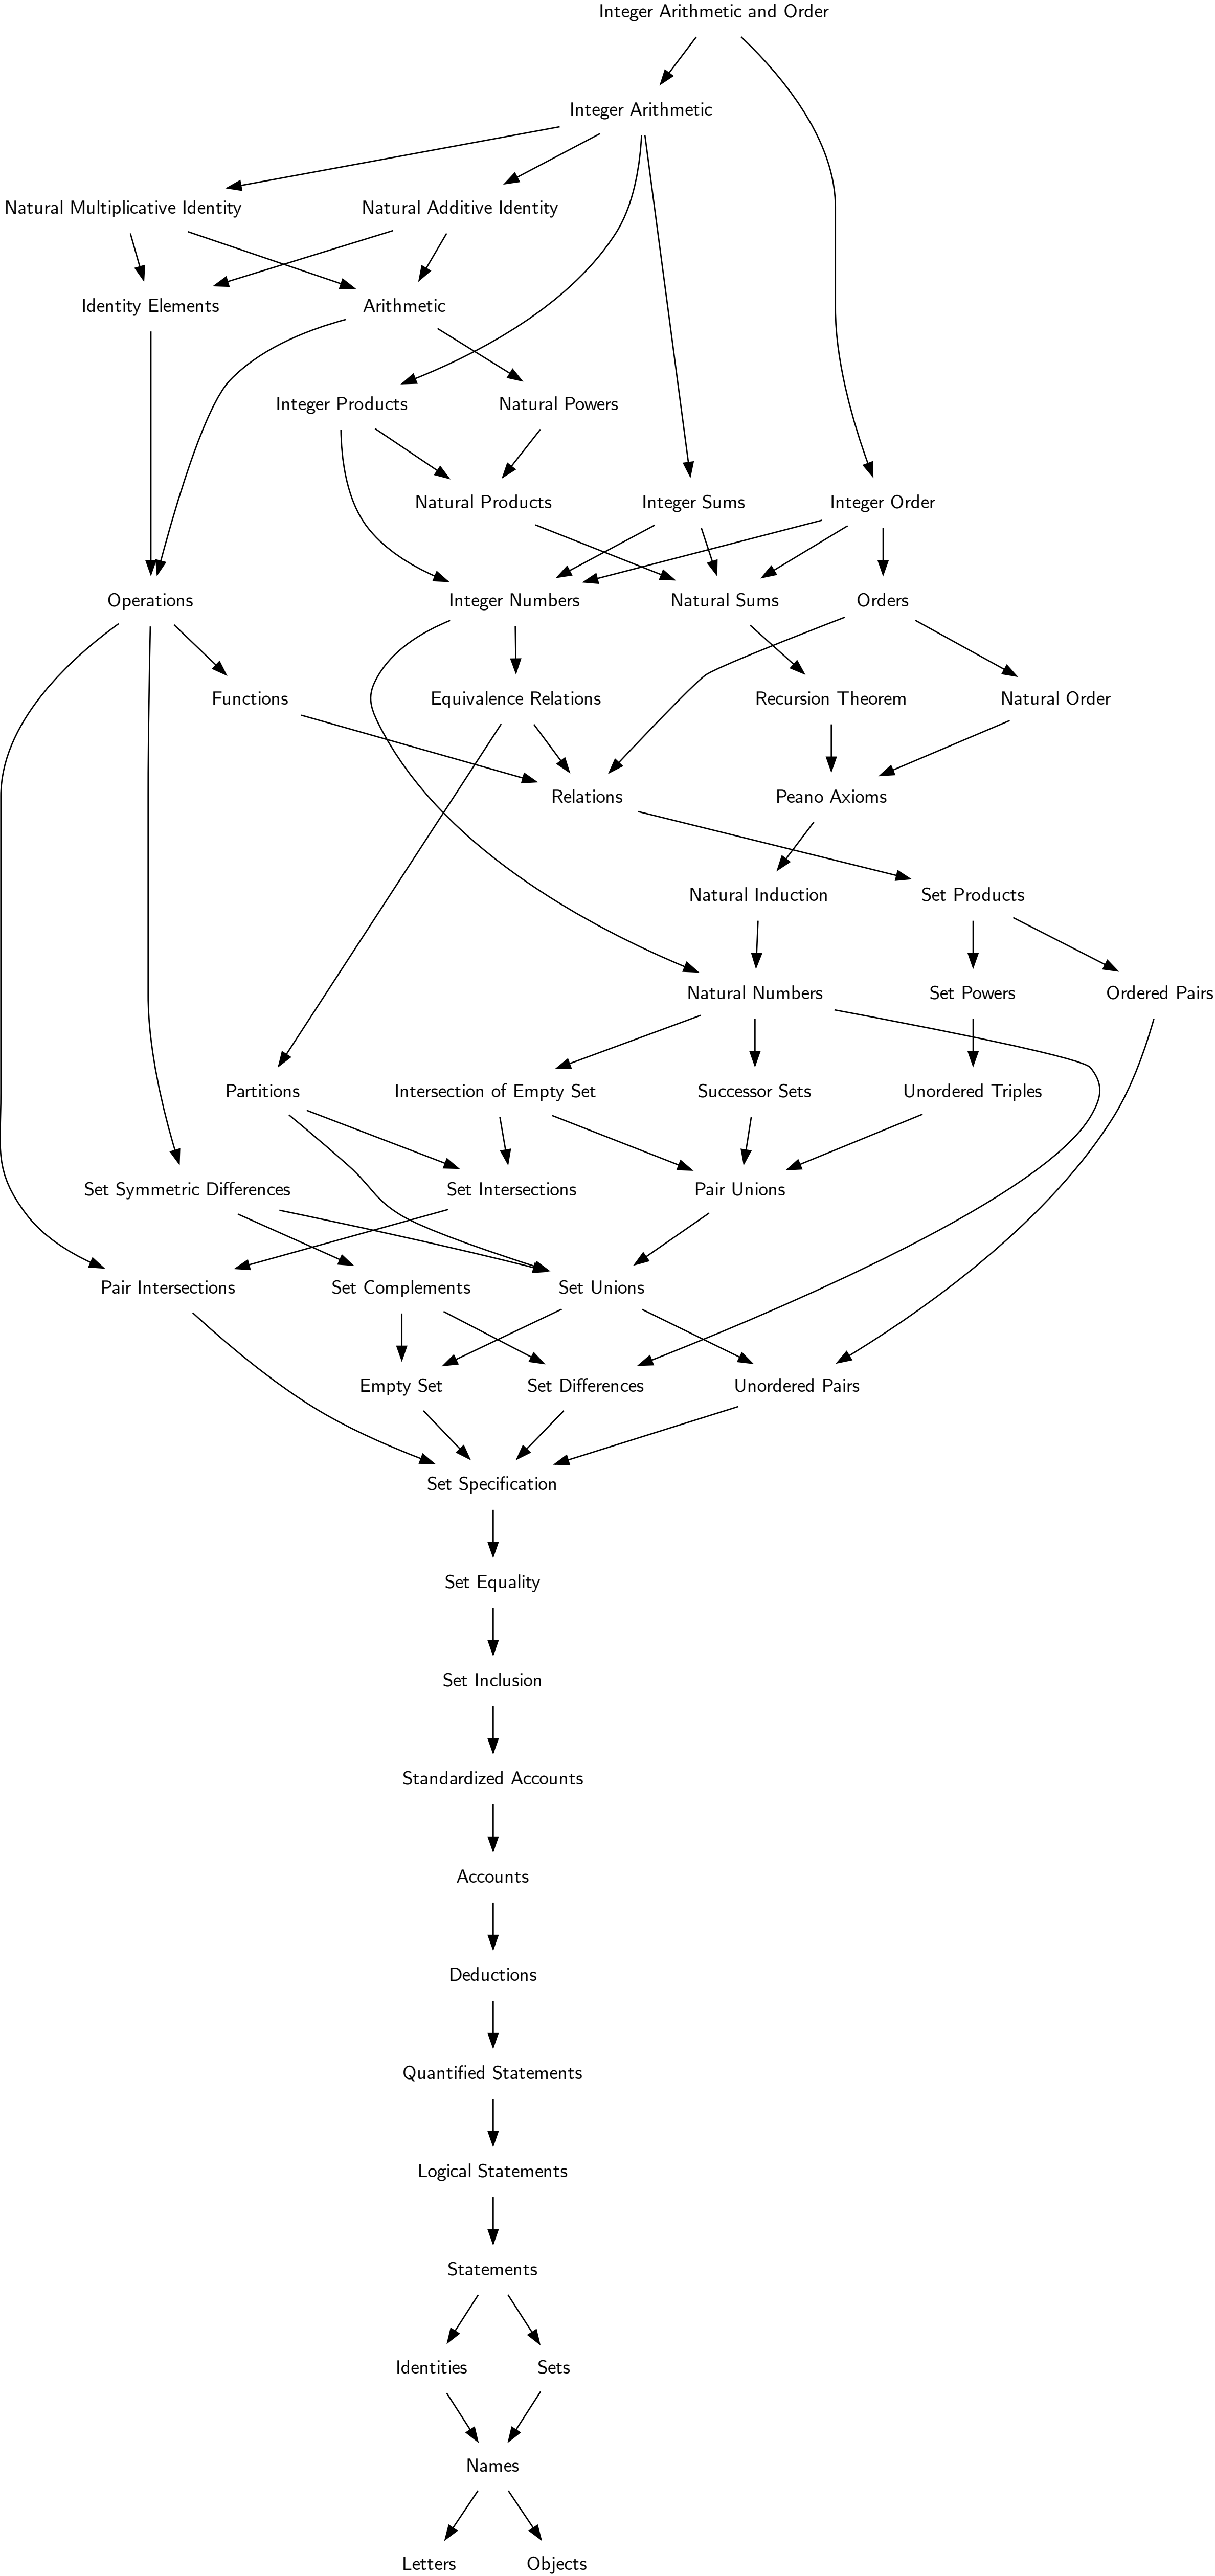 Integer Arithmetic and Order
Integer Arithmetic
Natural Multiplicative Identity
Natural Additive Identity
Identity Elements
Arithmetic
Integer Products
Natural Powers
Natural Products
Integer Sums
Integer Order
Operations
Integer Numbers
Natural Sums
Orders
Functions
Equivalence Relations
Recursion Theorem
Natural Order
Relations
Peano Axioms
Natural Induction
Set Products
Natural Numbers
Set Powers
Ordered Pairs
Partitions
Intersection of Empty Set
Successor Sets
Unordered Triples
Set Symmetric Differences
Set Intersections
Pair Unions
Pair Intersections
Set Complements
Set Unions
Empty Set
Set Differences
Unordered Pairs
Set Specification
Set Equality
Set Inclusion
Standardized Accounts
Accounts
Deductions
Quantified Statements
Logical Statements
Statements
Identities
Sets
Names
Letters
Objects